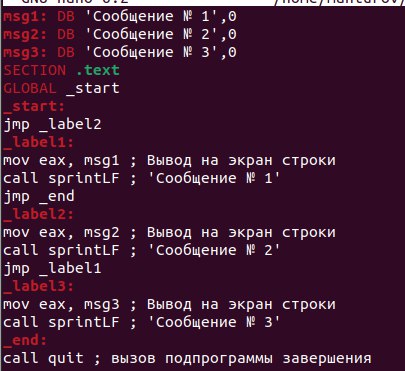 GNU nano 6.2 /home/manturov/
msg1: DB 'Сообщение № 1',0
msg2: DB 'Сообщение № 2',0
msg3: DB 'Сообщение № 3',0
SECTION .text
GLOBAL _start
_start:
jmp _label2
_label1:
mov eax, msg1 ; Вывод на экран строки
call sprintLF ; 'Сообщение № 1'
jmp _end
_label2:
mov eax, msg2 ; Вывод на экран строки
call sprintLF ; 'Сообщение № 2'
jmp _label1
_label3:
mov eax, msg3 ; Вывод на экран строки
call sprintLF ; 'Сообщение № 3'
_end:
call quit ; вызов подпрограммы завершения